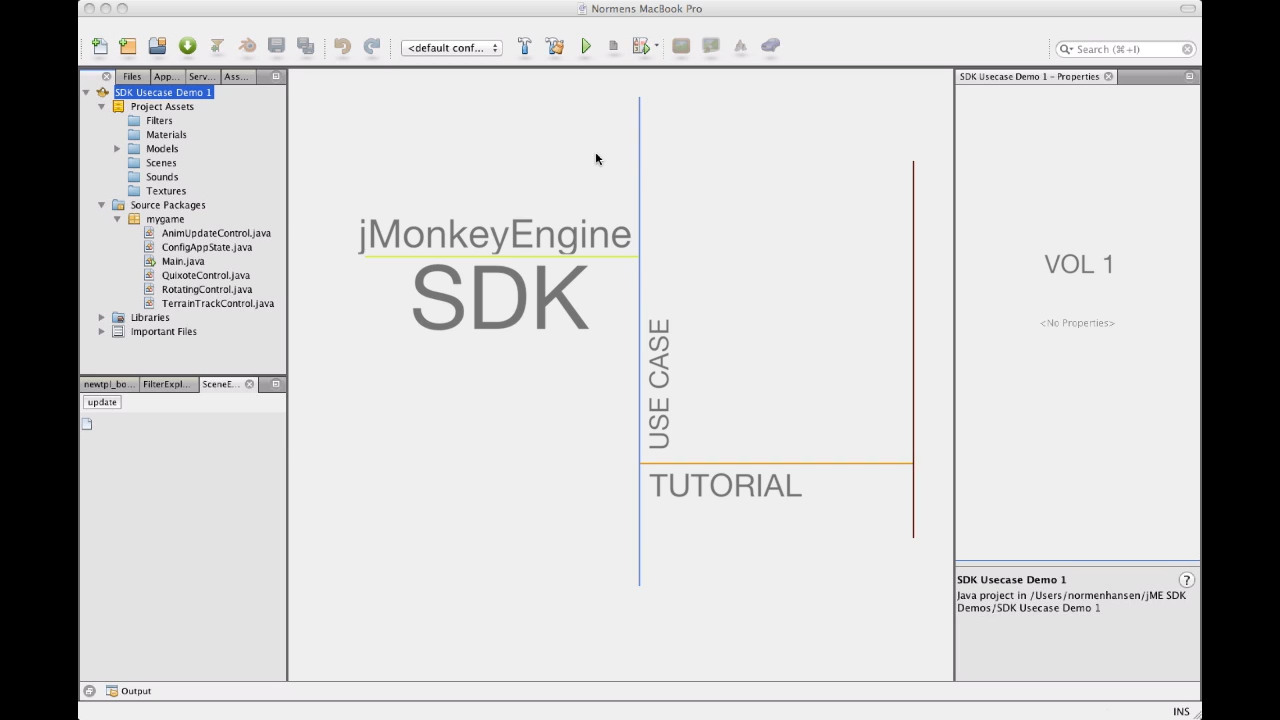 Normens MacBook Pro
<default conf...
Search (⌘+I)
Files
App...
Serv...
Ass...
SDK Usecase Demo 1 - Properties
SDK Usecase Demo 1
Project Assets
Filters
Materials
Models
Scenes
Sounds
Textures
Source Packages
mygame
AnimUpdateControl.java
ConfigAppState.java
Main.java
QuixoteControl.java
RotatingControl.java
TerrainTrackControl.java
Libraries
Important Files
newtpl_bo...
FilterExpl...
SceneE...
update
jMonkeyEngine
SDK
USE CASE
TUTORIAL
VOL 1
<No Properties>
SDK Usecase Demo 1
?
Java project in /Users/normenhansen/jME SDK
Demos/SDK Usecase Demo 1
Output
INS